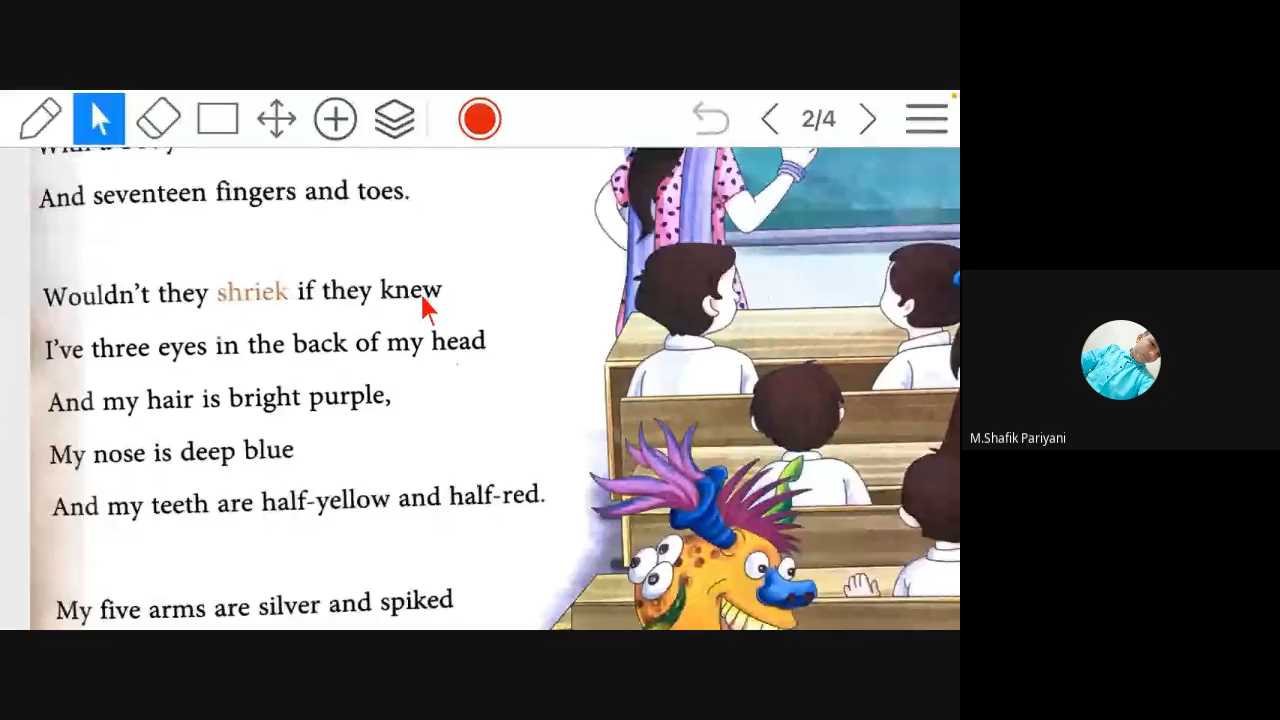 2/4
And seventeen fingers and toes.
Wouldn't they shriek if they knew
I've three eyes in the back of my head
And my hair is bright purple,
My nose is deep blue
And my teeth are half-yellow and half-red.
My five arms are silver and spiked
M.Shafik Pariyani